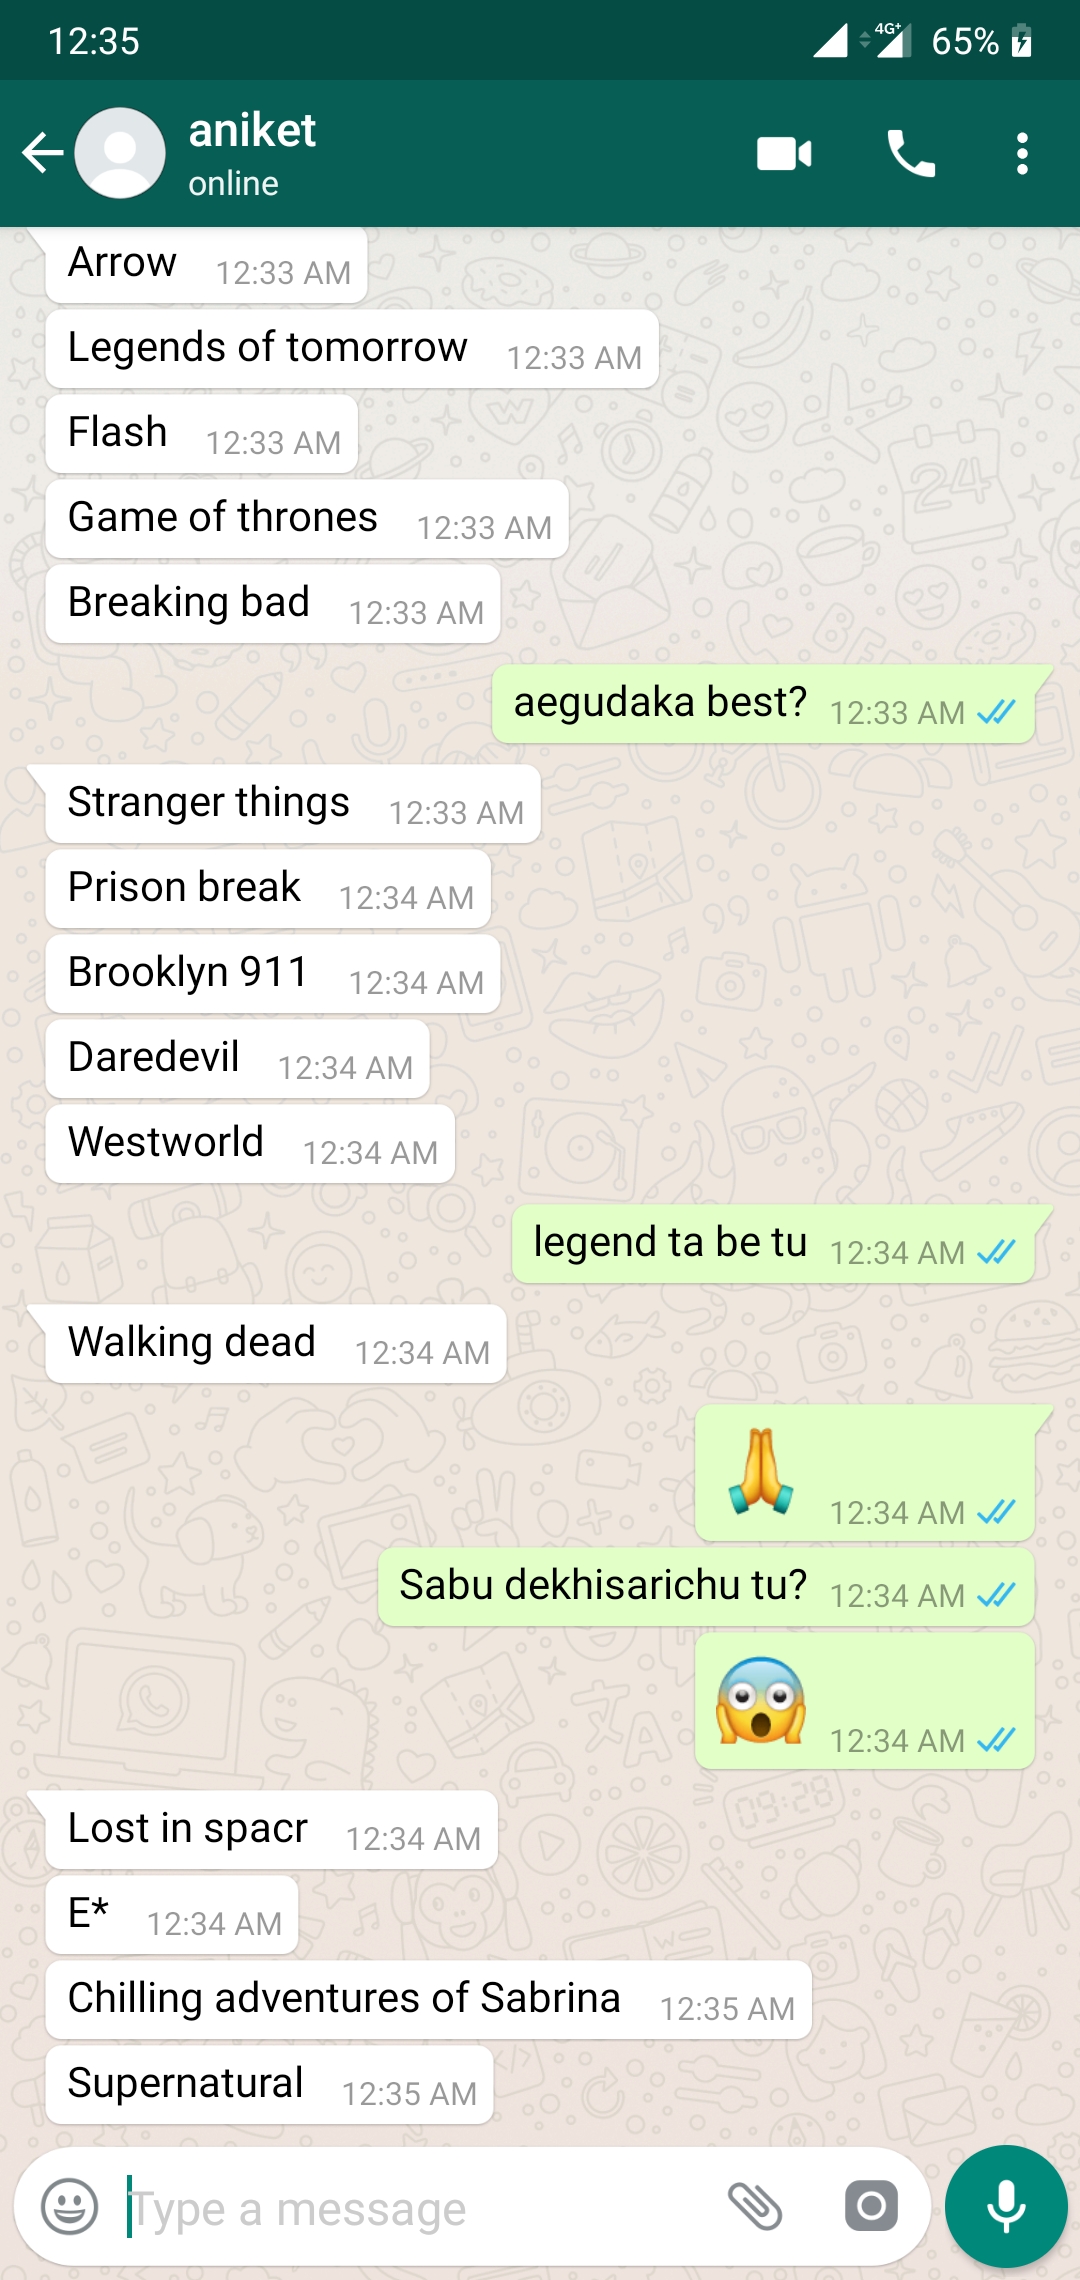 12:35
4G+ 65%
aniket
online
Arrow 12:33 AM
Legends of tomorrow 12:33 AM
Flash 12:33 AM
Game of thrones 12:33 AM
Breaking bad 12:33 AM
aegudaka best? 12:33 AM
Stranger things 12:33 AM
Prison break 12:34 AM
Brooklyn 911 12:34 AM
Daredevil 12:34 AM
Westworld 12:34 AM
legend ta be tu 12:34 AM
Walking dead 12:34 AM
🙏 12:34 AM
Sabu dekhisarichu tu? 12:34 AM
😱 12:34 AM
Lost in spacr 12:34 AM
E* 12:34 AM
Chilling adventures of Sabrina 12:35 AM
Supernatural 12:35 AM
Type a message